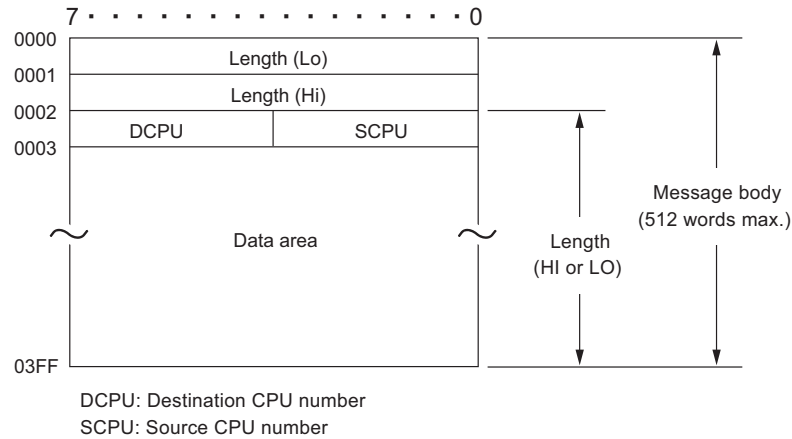 7 · · · · · · · · · · · · · · · · 0
0000
Length (Lo)
0001
Length (Hi)
0002
DCPU SCPU
0003
Message body
(512 words max.)
Data area
Length
(HI or LO)
03FF
DCPU: Destination CPU number
SCPU: Source CPU number